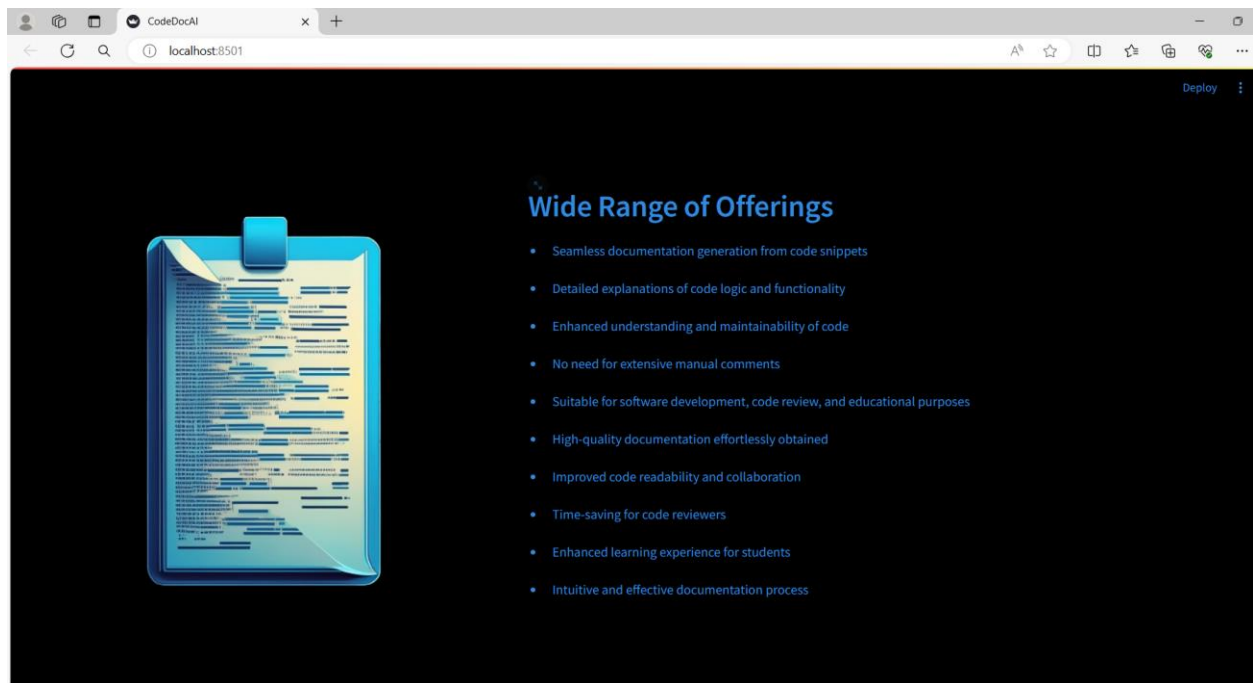 CodeDocAI
localhost:8501
Deploy
Wide Range of Offerings
• Seamless documentation generation from code snippets
• Detailed explanations of code logic and functionality
• Enhanced understanding and maintainability of code
• No need for extensive manual comments
• Suitable for software development, code review, and educational purposes
• High-quality documentation effortlessly obtained
• Improved code readability and collaboration
• Time-saving for code reviewers
• Enhanced learning experience for students
• Intuitive and effective documentation process